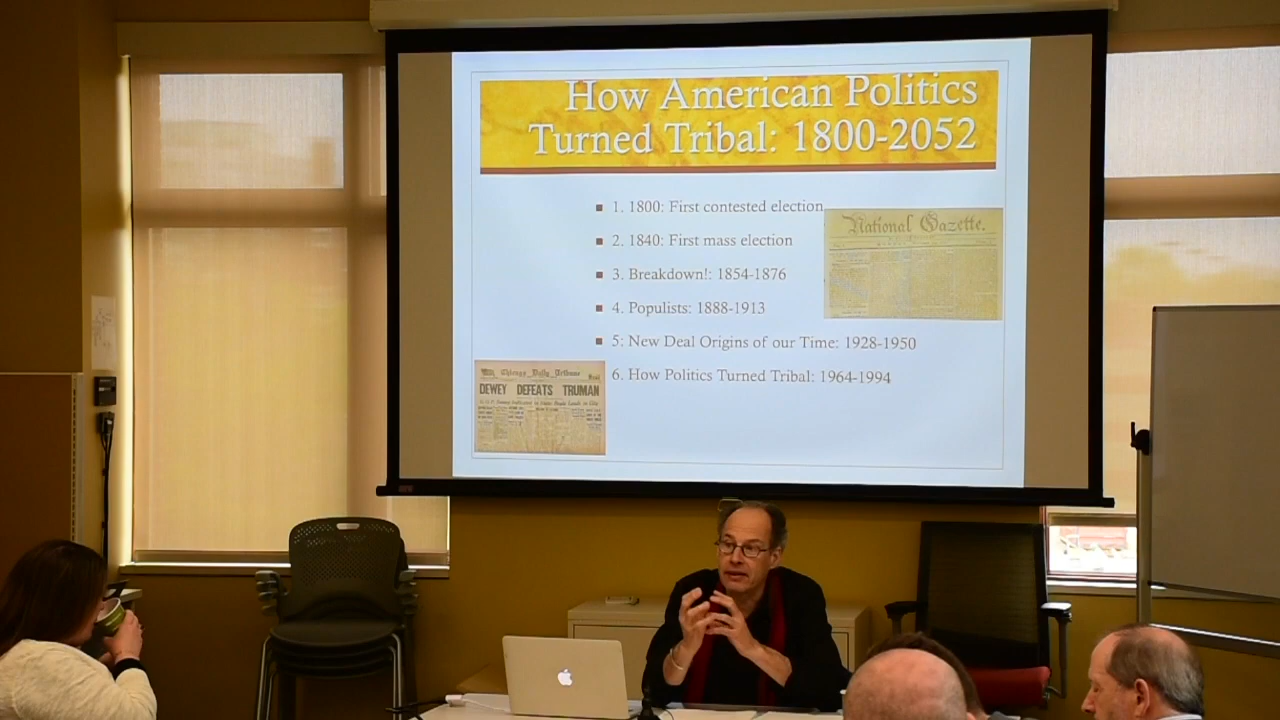 How American Politics
Turned Tribal: 1800-2052
1. 1800: First contested election
National Gazette.
2. 1840: First mass election
3. Breakdown!: 1854-1876
4. Populists: 1888-1913
5: New Deal Origins of our Time: 1928-1950
6. How Politics Turned Tribal: 1964-1994
Chicago Daily Tribune
DEWEY DEFEATS TRUMAN